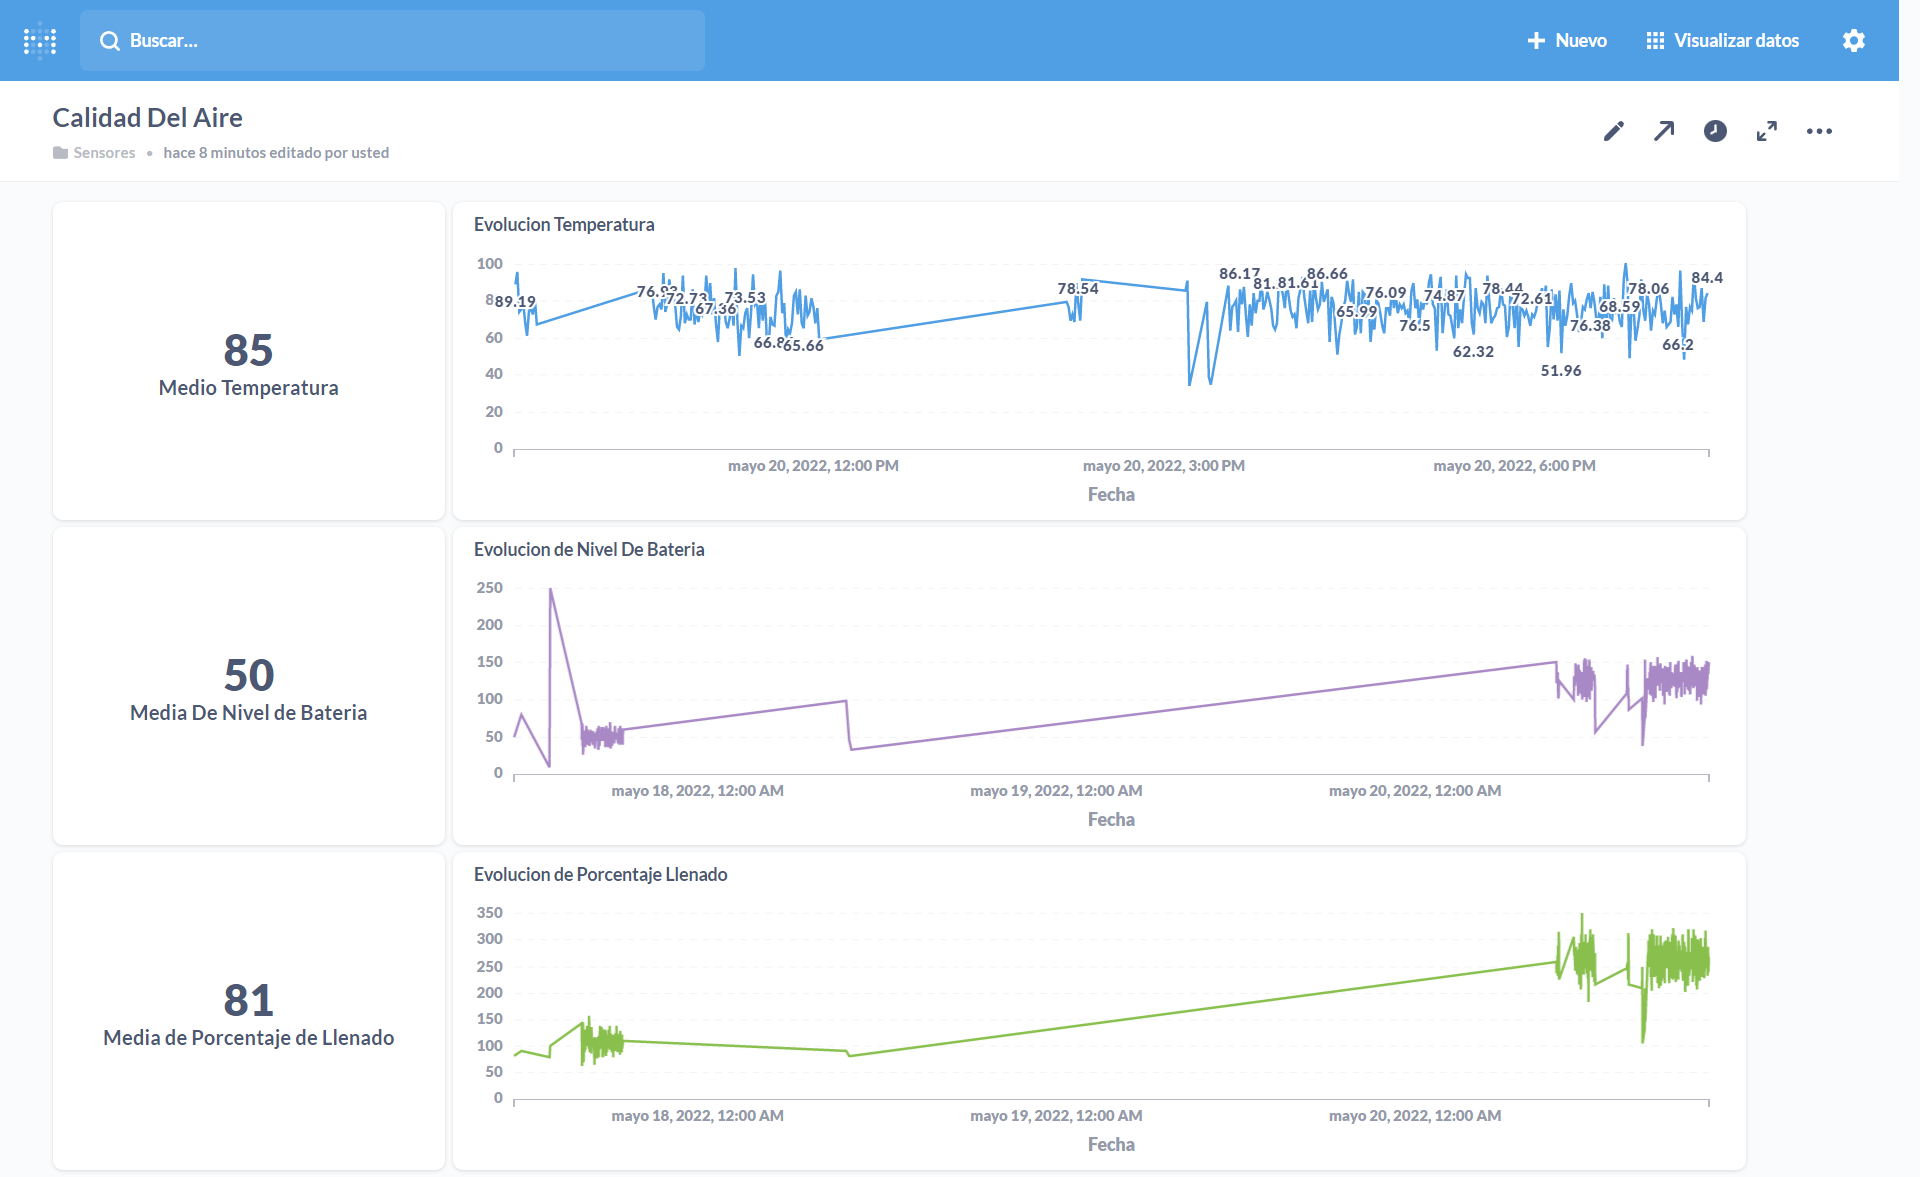 Buscar...
Nuevo
Visualizar datos
Calidad Del Aire
Sensores • hace 8 minutos editado por usted
85
Medio Temperatura
Evolucion Temperatura
100
80
60
40
20
0
89.19
72.73
67.36
73.53
65.66
78.54
86.17
81.61
86.66
65.99
76.09
76.5
74.87
62.32
78.44
72.61
51.96
76.38
68.59
78.06
66.2
84.4
mayo 20, 2022, 12:00 PM
mayo 20, 2022, 3:00 PM
mayo 20, 2022, 6:00 PM
Fecha
50
Media De Nivel de Bateria
Evolucion de Nivel De Bateria
250
200
150
100
50
0
mayo 18, 2022, 12:00 AM
mayo 19, 2022, 12:00 AM
mayo 20, 2022, 12:00 AM
Fecha
81
Media de Porcentaje de Llenado
Evolucion de Porcentaje Llenado
350
300
250
200
150
100
50
0
mayo 18, 2022, 12:00 AM
mayo 19, 2022, 12:00 AM
mayo 20, 2022, 12:00 AM
Fecha